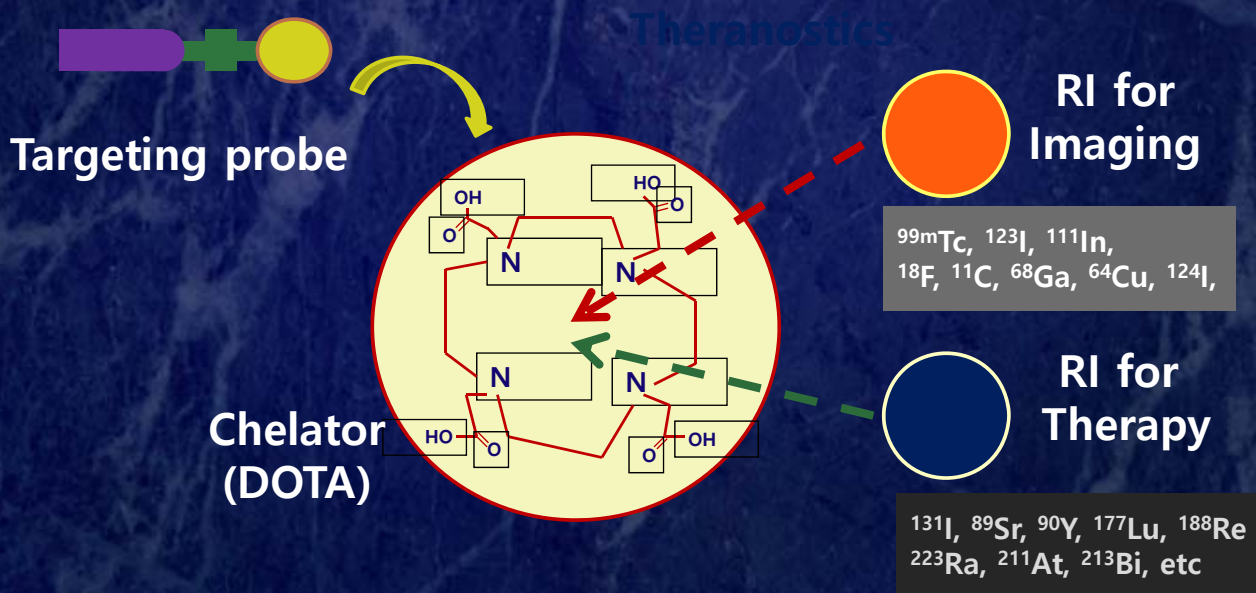 Theranostics
Targeting probe
RI for
Imaging
⁹⁹ᵐTc, ¹²³I, ¹¹¹In,
¹⁸F, ¹¹C, ⁶⁸Ga, ⁶⁴Cu, ¹²⁴I,
OH
O
HO
O
N
N
N
N
HO
O
O
OH
Chelator
(DOTA)
RI for
Therapy
¹³¹I, ⁸⁹Sr, ⁹⁰Y, ¹⁷⁷Lu, ¹⁸⁸Re
²²³Ra, ²¹¹At, ²¹³Bi, etc